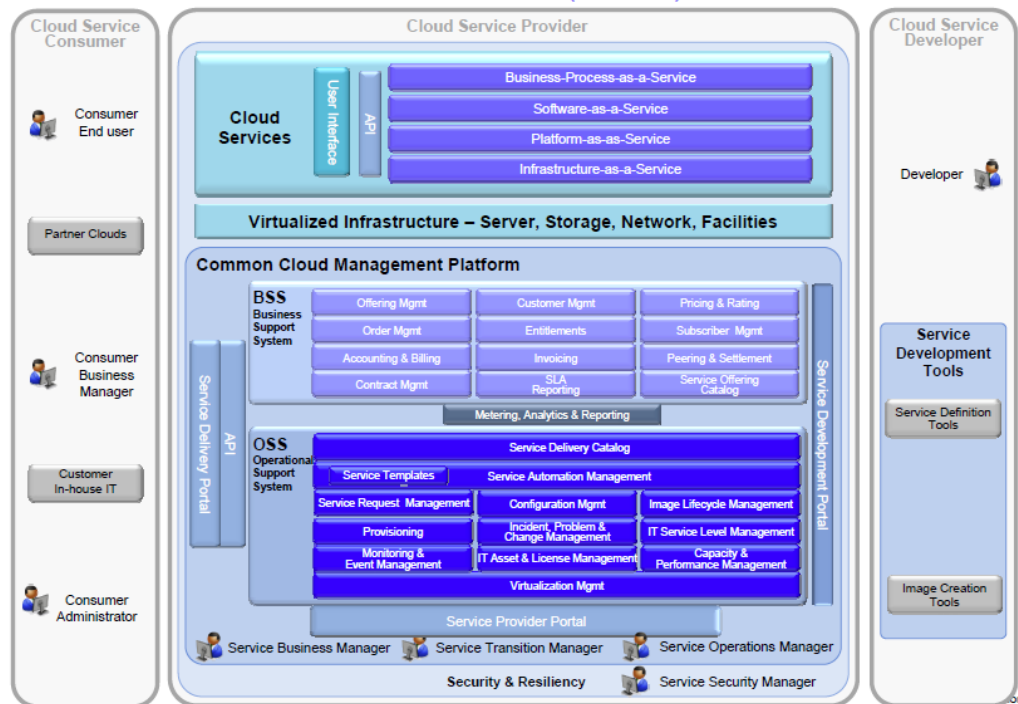 Cloud Service
Consumer
Consumer
End user
Partner Clouds
Consumer
Business
Manager
Customer
In-house IT
Consumer
Administrator
Cloud Service Provider
Cloud
Services
User Interface
API
Business-Process-as-a-Service
Software-as-a-Service
Platform-as-as-Service
Infrastructure-as-a-Service
Virtualized Infrastructure – Server, Storage, Network, Facilities
Common Cloud Management Platform
Service Delivery Portal
API
BSS
Business
Support
System
Offering Mgmt
Customer Mgmt
Pricing & Rating
Order Mgmt
Entitlements
Subscriber Mgmt
Accounting & Billing
Invoicing
Peering & Settlement
Contract Mgmt
SLA
Reporting
Service Offering
Catalog
Metering, Analytics & Reporting
OSS
Operational
Support
System
Service Delivery Catalog
Service Templates
Service Automation Management
Service Request Management
Configuration Mgmt
Image Lifecycle Management
Provisioning
Incident, Problem &
Change Management
IT Service Level Management
Monitoring &
Event Management
IT Asset & License Management
Capacity &
Performance Management
Virtualization Mgmt
Service Development Portal
Service Provider Portal
Service Business Manager
Service Transition Manager
Service Operations Manager
Security & Resiliency
Service Security Manager
Cloud Service
Developer
Developer
Service
Development
Tools
Service Definition
Tools
Image Creation
Tools